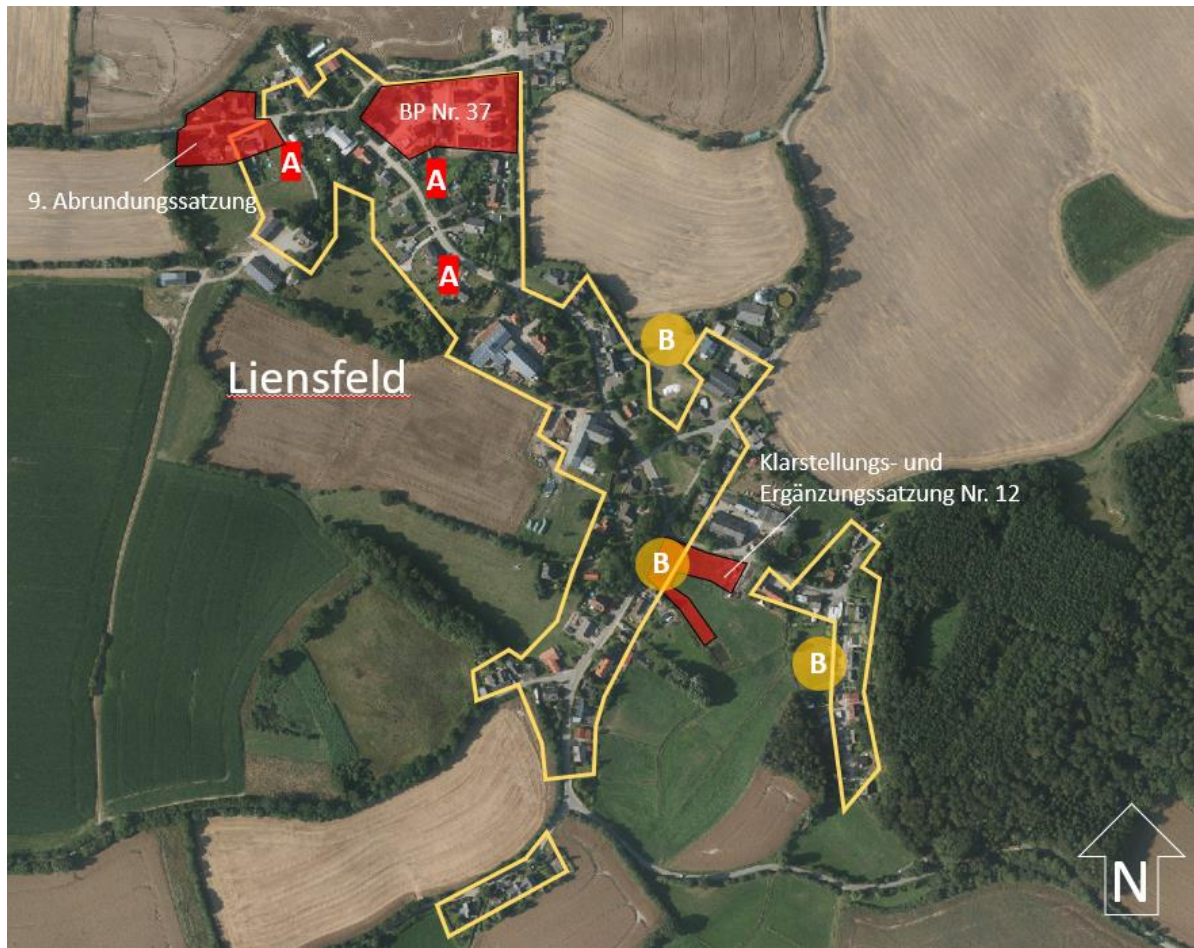 BP Nr. 37
A
A
9. Abrundungssatzung
A
B
Liensfeld
Klarstellungs- und
Ergänzungssatzung Nr. 12
B
B
N